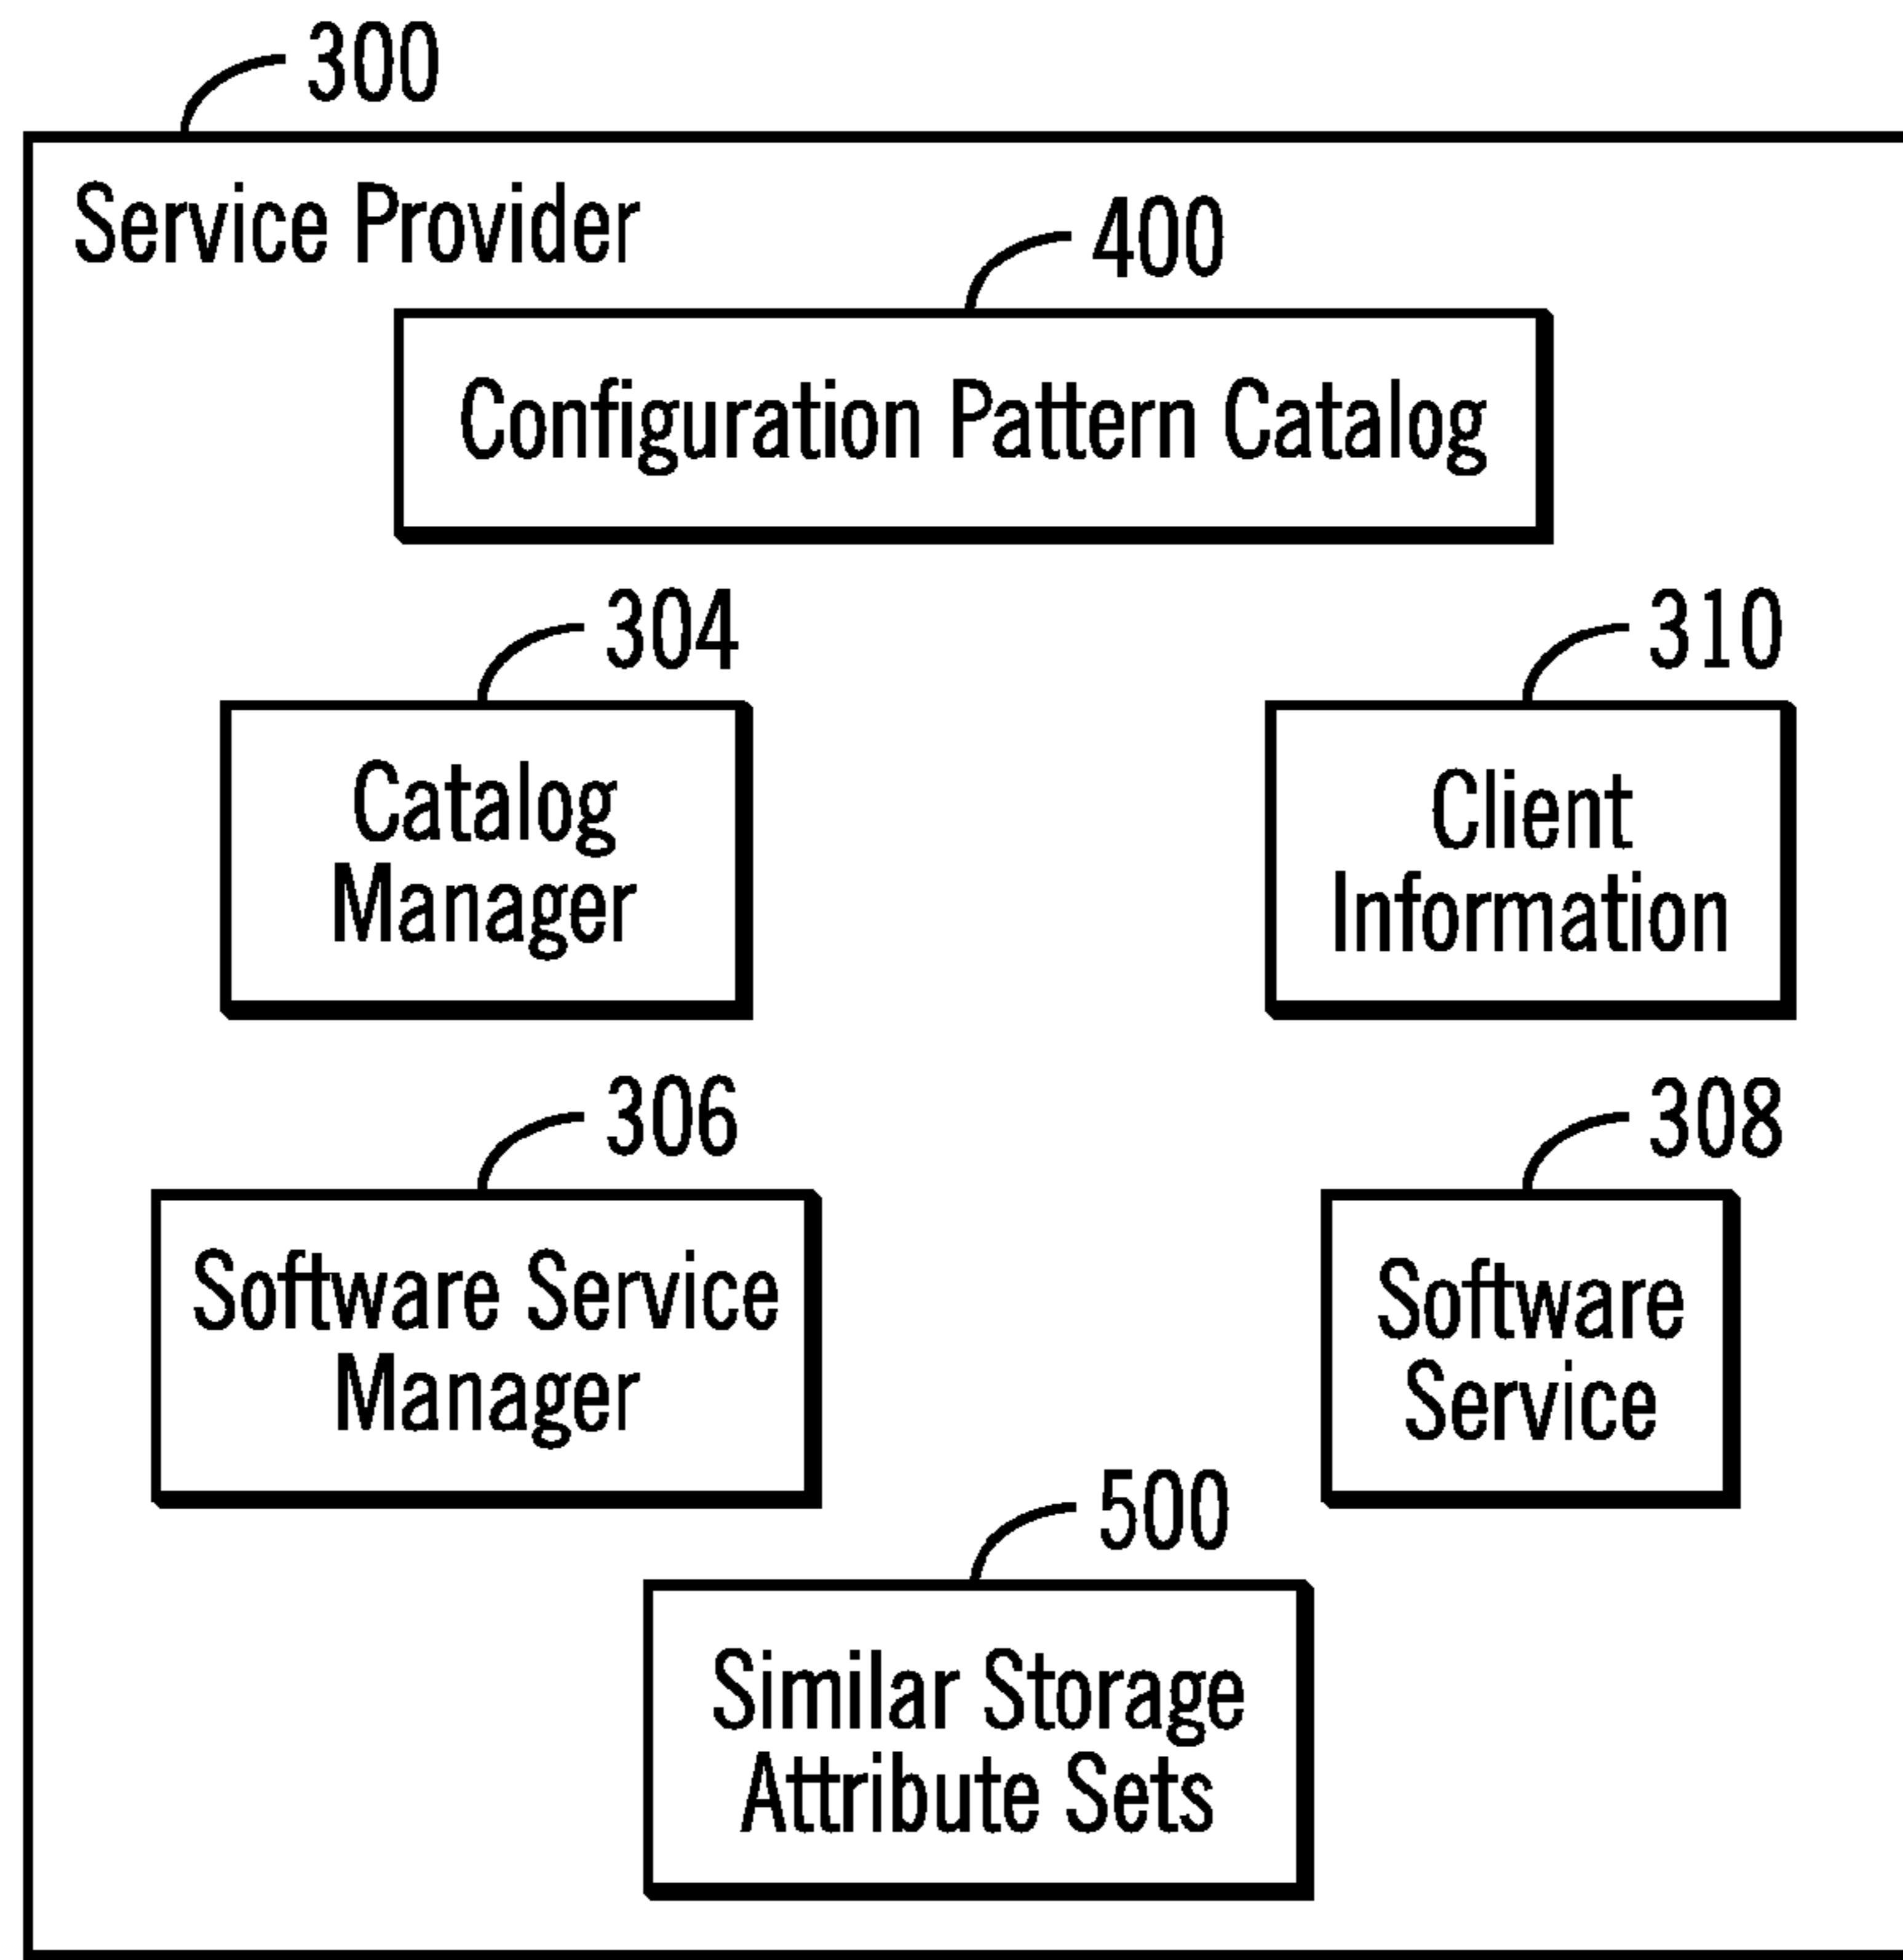 300
Service Provider
400
Configuration Pattern Catalog
304
310
Catalog
Manager
Client
Information
306
308
Software Service
Manager
Software
Service
500
Similar Storage
Attribute Sets